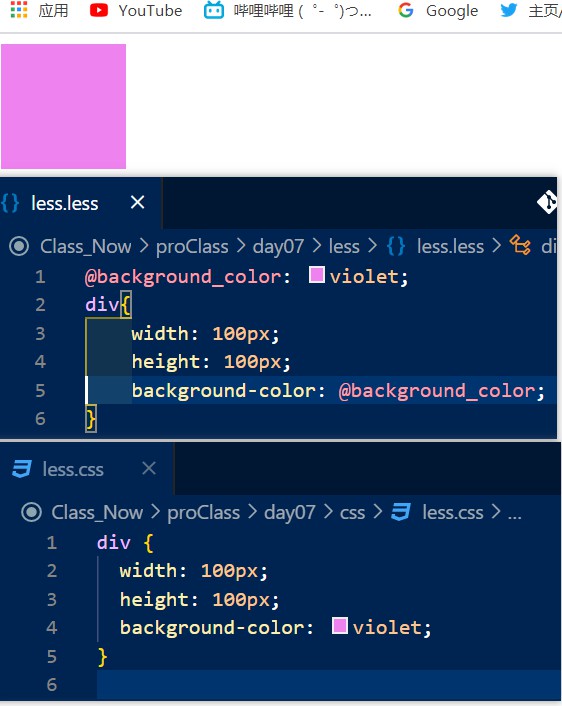 应用 YouTube 哔哩哔哩 ( ゜- ゜)つ... Google 主页/
less.less ×
Class_Now > proClass > day07 > less > {} less.less > di
1 @background_color: violet;
2 div{
3 width: 100px;
4 height: 100px;
5 background-color: @background_color;
6 }
less.css ×
Class_Now > proClass > day07 > css > less.css > ...
1 div {
2 width: 100px;
3 height: 100px;
4 background-color: violet;
5 }
6